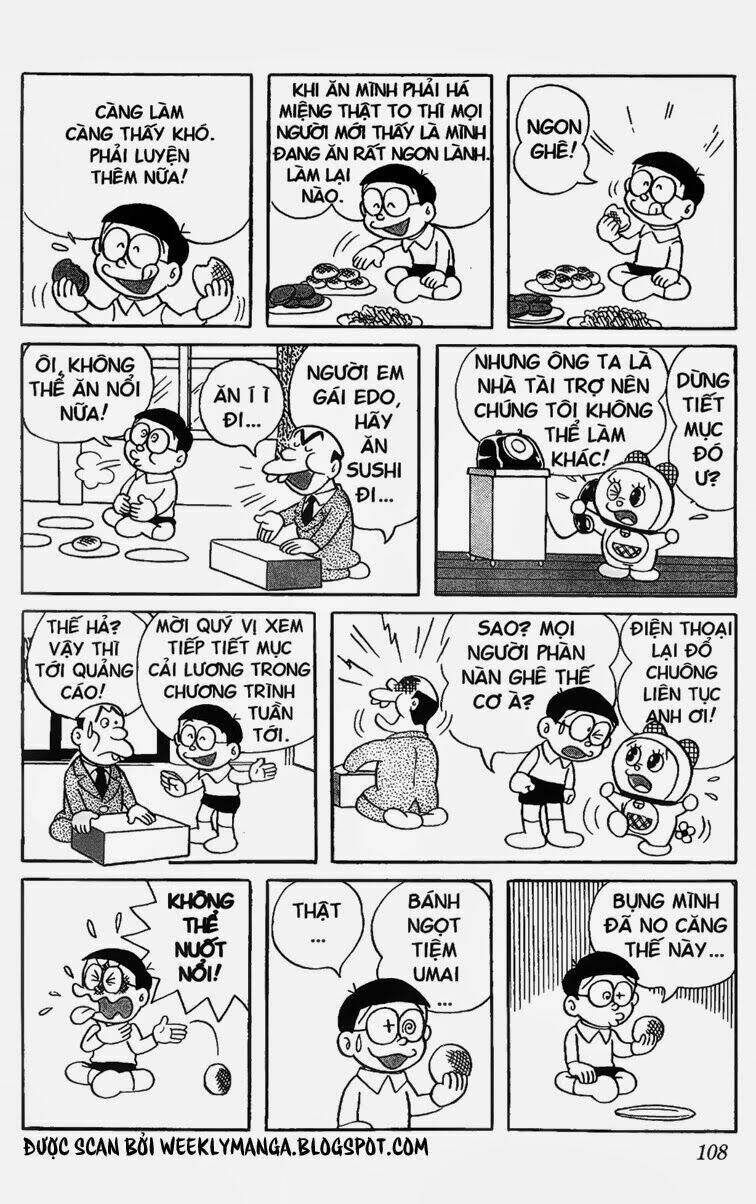 NGON
GHÊ!
KHI ĂN MÌNH PHẢI HÁ
MIỆNG THẬT TO THÌ MỌI
NGƯỜI MỚI THẤY LÀ MÌNH
ĐANG ĂN RẤT NGON LÀNH.
LÀM LẠI
NÀO.
CÀNG LÀM
CÀNG THẤY KHÓ.
PHẢI LUYỆN
THÊM NỮA!
DỪNG
TIẾT
MỤC
ĐÓ
Ư?
NHƯNG ÔNG TA LÀ
NHÀ TÀI TRỢ NÊN
CHÚNG TÔI KHÔNG
THỂ LÀM
KHÁC!
NGƯỜI EM
GÁI EDO,
HÃY
ĂN
SUSHI
ĐI...
ĂN Í Ì
ĐI...
ÔI, KHÔNG
THỂ ĂN NỔI
NỮA!
ĐIỆN THOẠI
LẠI ĐỔ
CHUÔNG
LIÊN TỤC
ANH ƠI!
SAO? MỌI
NGƯỜI PHÀN
NÀN GHÊ THẾ
CƠ À?
MỜI QUÝ VỊ XEM
TIẾP TIẾT MỤC
CẢI LƯƠNG TRONG
CHƯƠNG TRÌNH
TUẦN
TỚI.
THẾ HẢ?
VẬY THÌ
TỚI QUẢNG
CÁO!
BỤNG MÌNH
ĐÃ NO CĂNG
THẾ NÀY...
BÁNH
NGỌT
TIỆM
UMAI
...
THẬT
...
KHÔNG
THỂ
NUỐT
NỔI!
ĐƯỢC SCAN BỞI WEEKLYMANGA.BLOGSPOT.COM
108